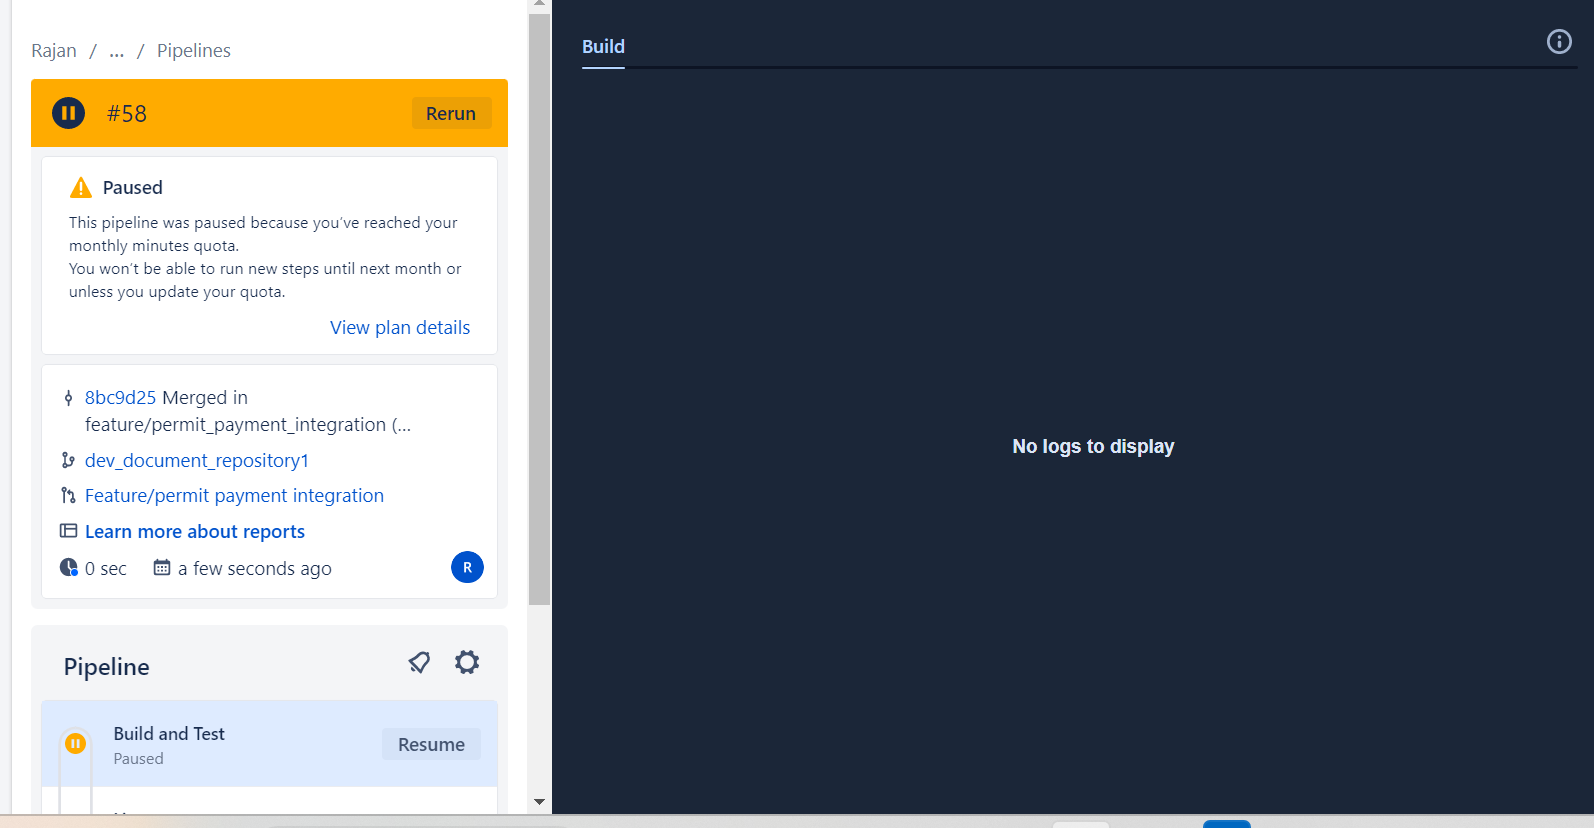 Rajan / ... / Pipelines
#58
Rerun
Paused
This pipeline was paused because you’ve reached your
monthly minutes quota.
You won’t be able to run new steps until next month or
unless you update your quota.
View plan details
8bc9d25 Merged in
feature/permit_payment_integration (...
dev_document_repository1
Feature/permit payment integration
Learn more about reports
0 sec
a few seconds ago
R
Pipeline
Build and Test
Paused
Resume
Build
No logs to display